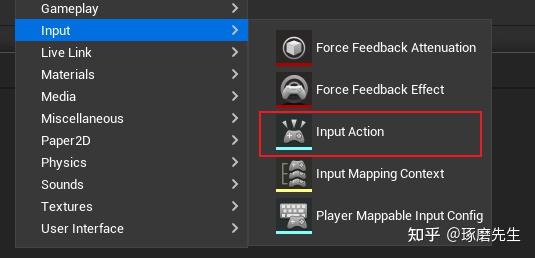 Gameplay
Input
Live Link
Materials
Media
Miscellaneous
Paper2D
Physics
Sounds
Textures
User Interface
Force Feedback Attenuation
Force Feedback Effect
Input Action
Input Mapping Context
Player Mappable Input Config
知乎 @琢磨先生